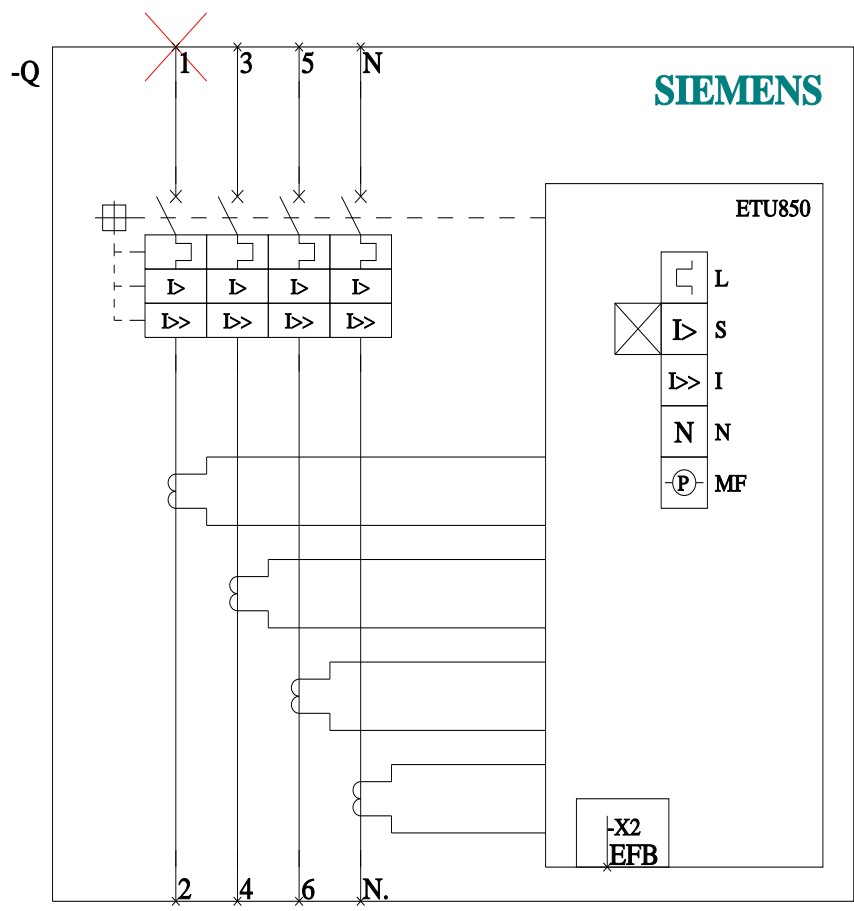 1 3 5 N
-Q
SIEMENS
ETU850
L
I> I> I> I>
I>> I>> I>> I>>
I> S
I>> I
N N
P MF
-X2
EFB
2 4 6 N.